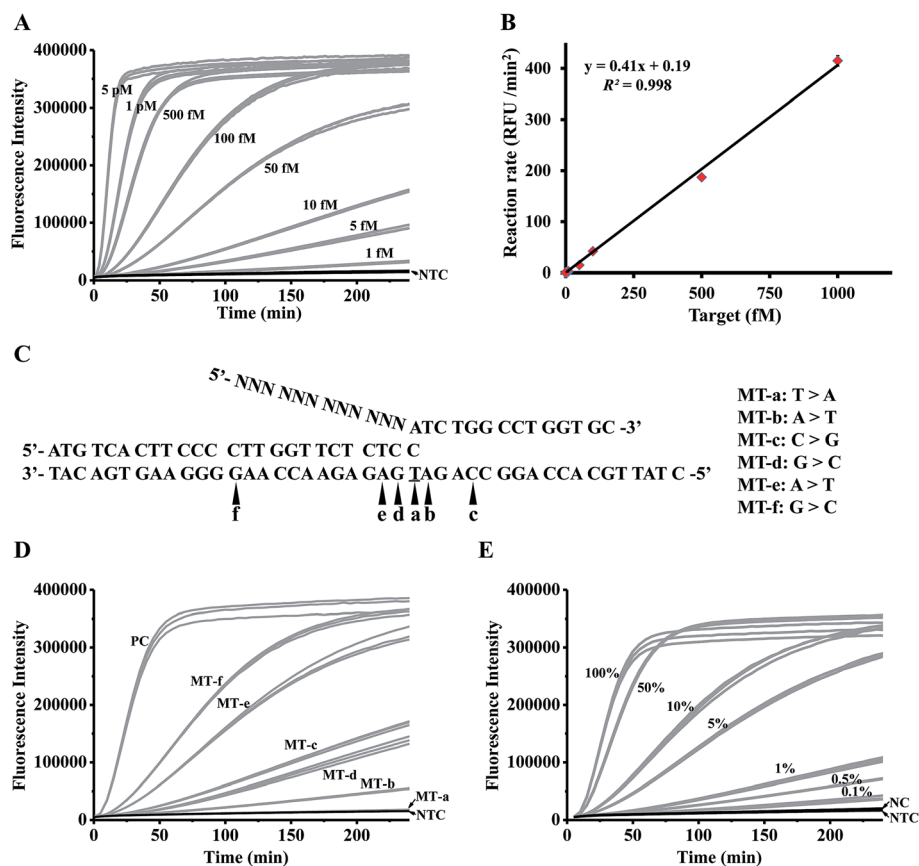 A
Fluorescence Intensity
400000
300000
200000
100000
0
5 pM
1 pM
500 fM
100 fM
50 fM
10 fM
5 fM
1 fM
NTC
0 50 100 150 200
Time (min)
B
Reaction rate (RFU /min²)
400
300
200
100
0
y = 0.41x + 0.19
R² = 0.998
0 250 500 750 1000
Target (fM)
C
5’- NNN NNN NNN NNN ATC TGG CCT GGT GC -3’
5’- ATG TCA CTT CCC CTT GGT TCT CTC C
3’- TAC AGT GAA GGG GAA CCA AGA GAG TAG ACC GGA CCA CGT TAT C -5’
f e d a b c
MT-a: T > A
MT-b: A > T
MT-c: C > G
MT-d: G > C
MT-e: A > T
MT-f: G > C
D
Fluorescence Intensity
400000
300000
200000
100000
0
PC
MT-f
MT-e
MT-c
MT-d
MT-b
MT-a
NTC
0 50 100 150 200
Time (min)
E
Fluorescence Intensity
400000
300000
200000
100000
0
100%
50%
10%
5%
1%
0.5%
0.1%
NC
NTC
0 50 100 150 200
Time (min)